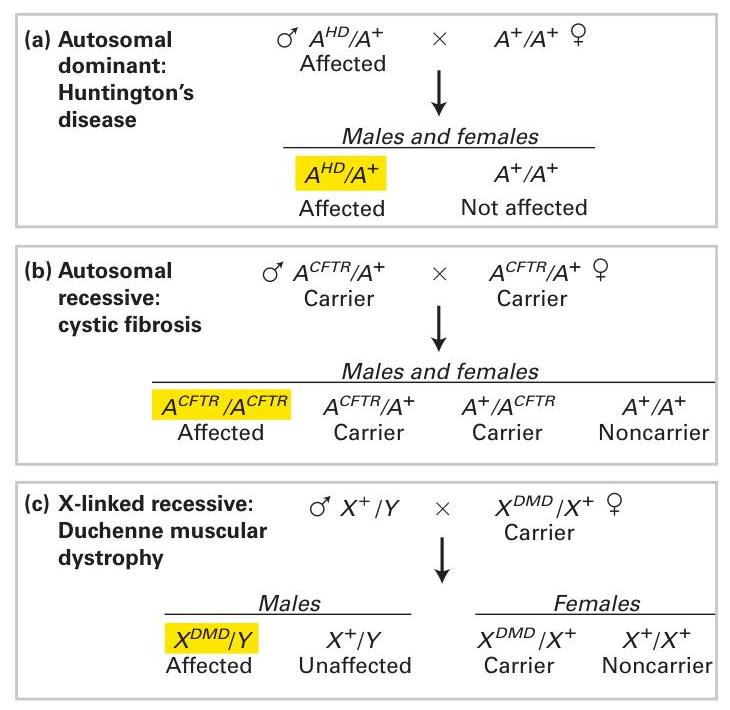 (a) Autosomal dominant: Huntington's disease
♂ A^HD/A^+ × A^+/A^+ ♀
Affected
Males and females
A^HD/A^+ A^+/A^+
Affected Not affected
(b) Autosomal recessive: cystic fibrosis
♂ A^CFTR/A^+ × A^CFTR/A^+ ♀
Carrier Carrier
Males and females
A^CFTR/A^CFTR A^CFTR/A^+ A^+/A^CFTR A^+/A^+
Affected Carrier Carrier Noncarrier
(c) X-linked recessive: Duchenne muscular dystrophy
♂ X^+/Y × X^DMD/X^+ ♀
Carrier
Males Females
X^DMD/Y X^+/Y X^DMD/X^+ X^+/X^+
Affected Unaffected Carrier Noncarrier